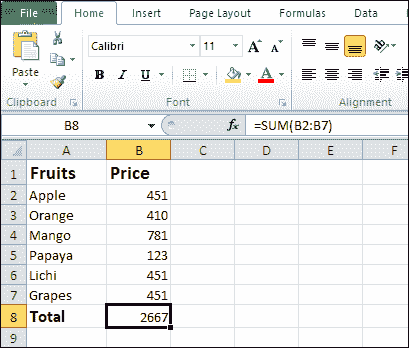 File Home Insert Page Layout Formulas Data
Calibri 11 A A
Paste B I U A
Clipboard Font Alignment
B8 fx =SUM(B2:B7)
A B C D E F
1 Fruits Price
2 Apple 451
3 Orange 410
4 Mango 781
5 Papaya 123
6 Lichi 451
7 Grapes 451
8 Total 2667
9